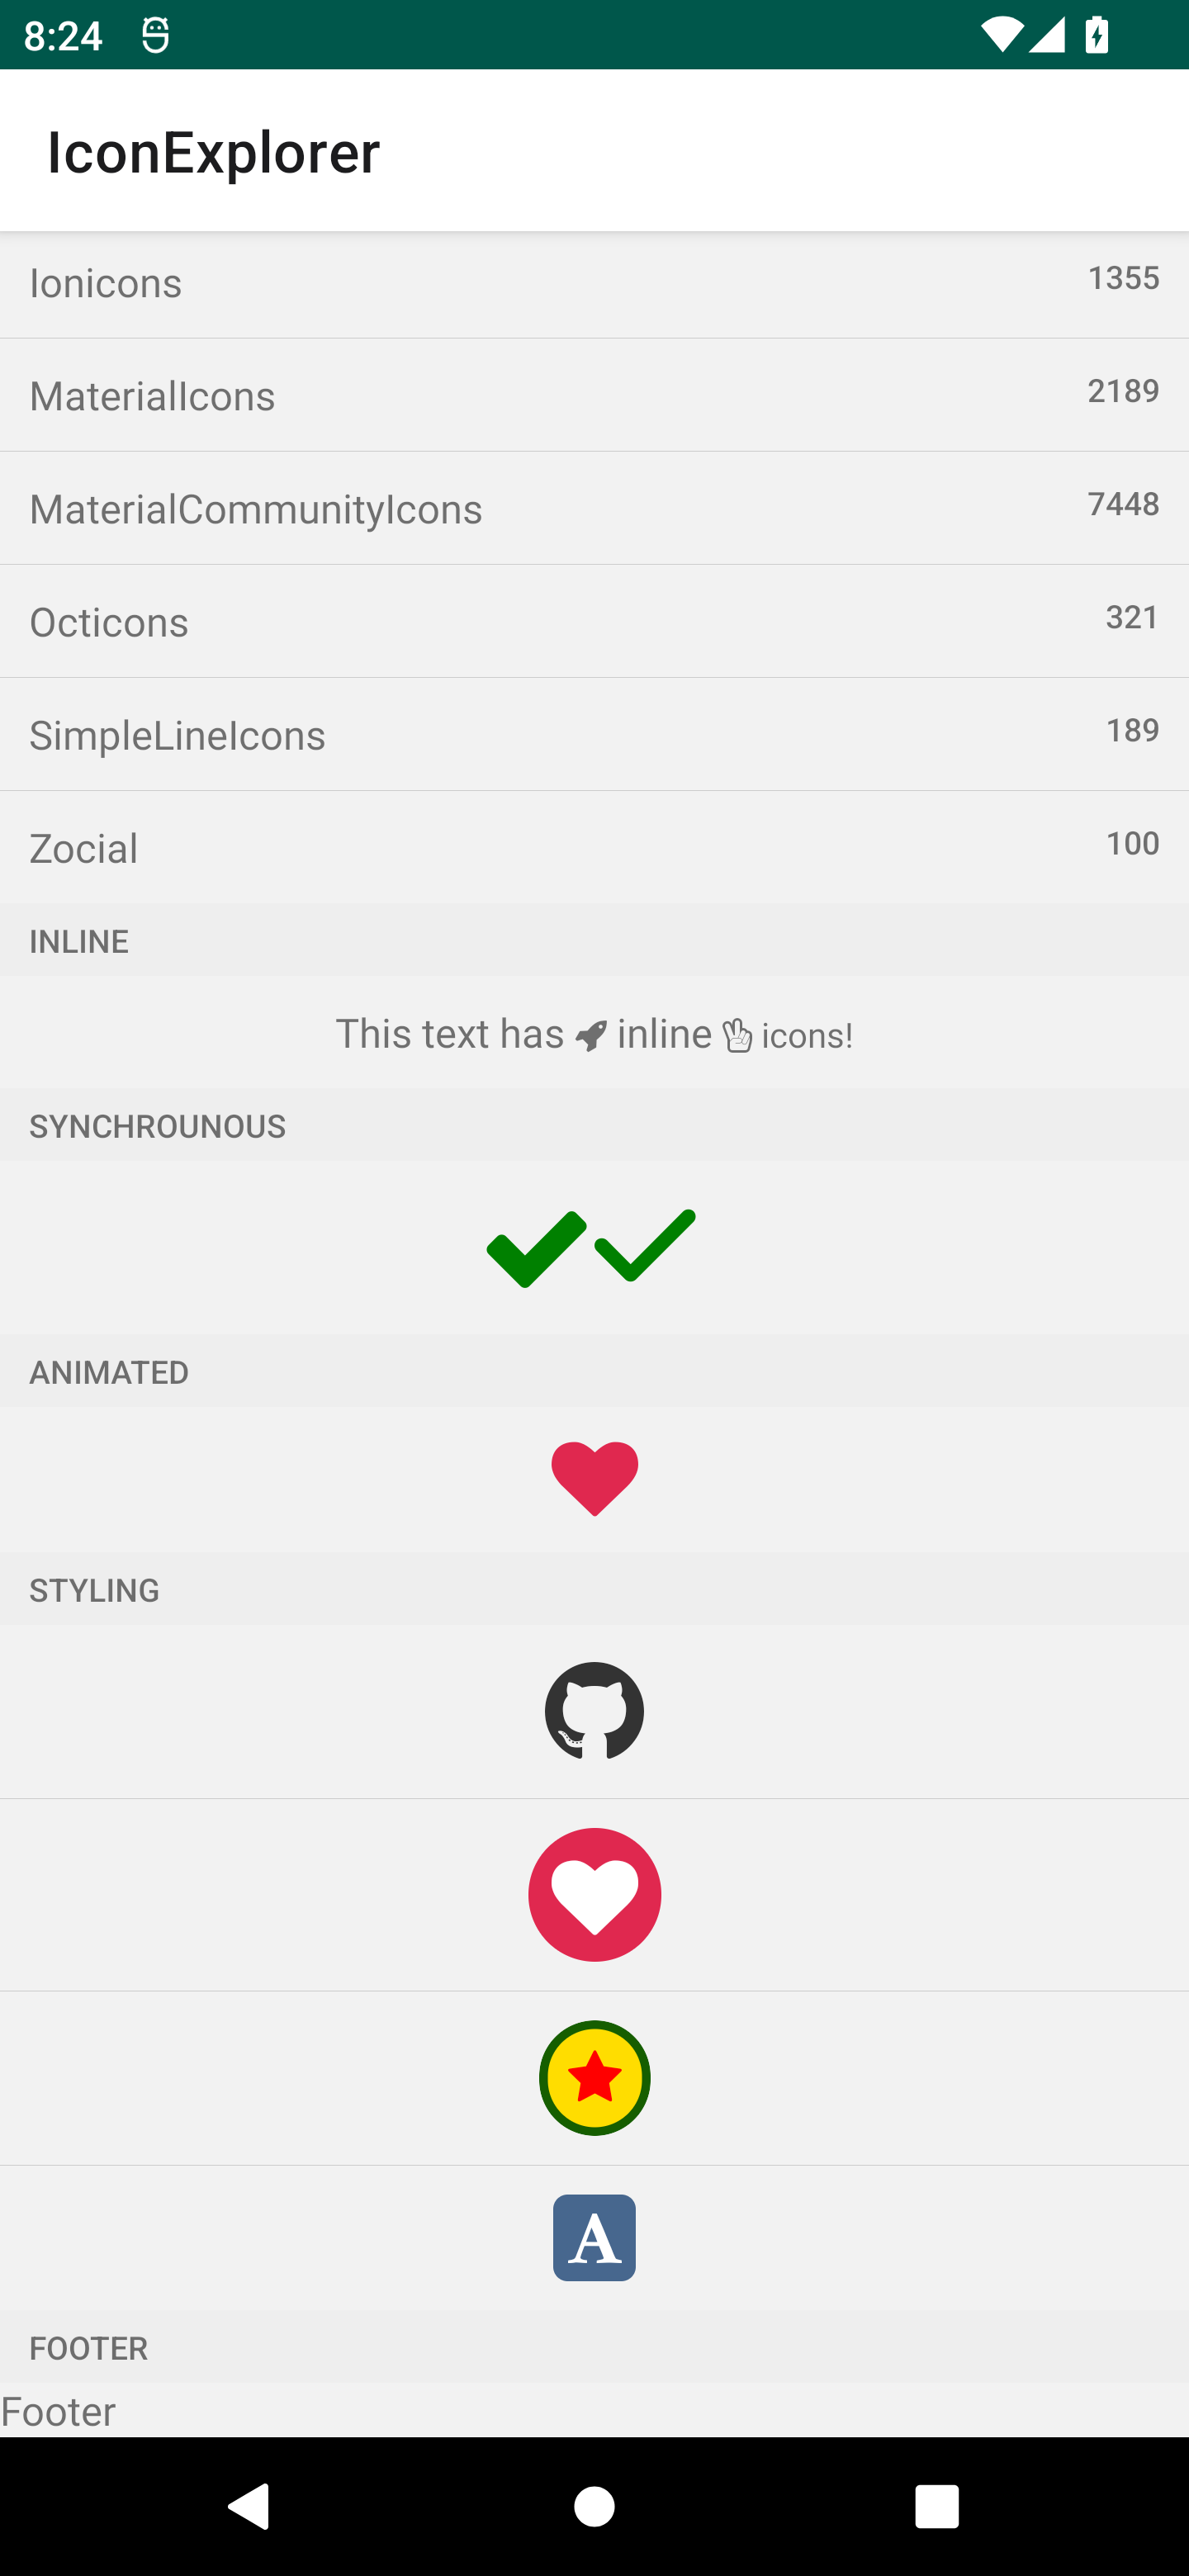 8:24
IconExplorer
Ionicons 1355
MaterialIcons 2189
MaterialCommunityIcons 7448
Octicons 321
SimpleLineIcons 189
Zocial 100
INLINE
This text has inline icons!
SYNCHROUNOUS
ANIMATED
STYLING
A
FOOTER
Footer